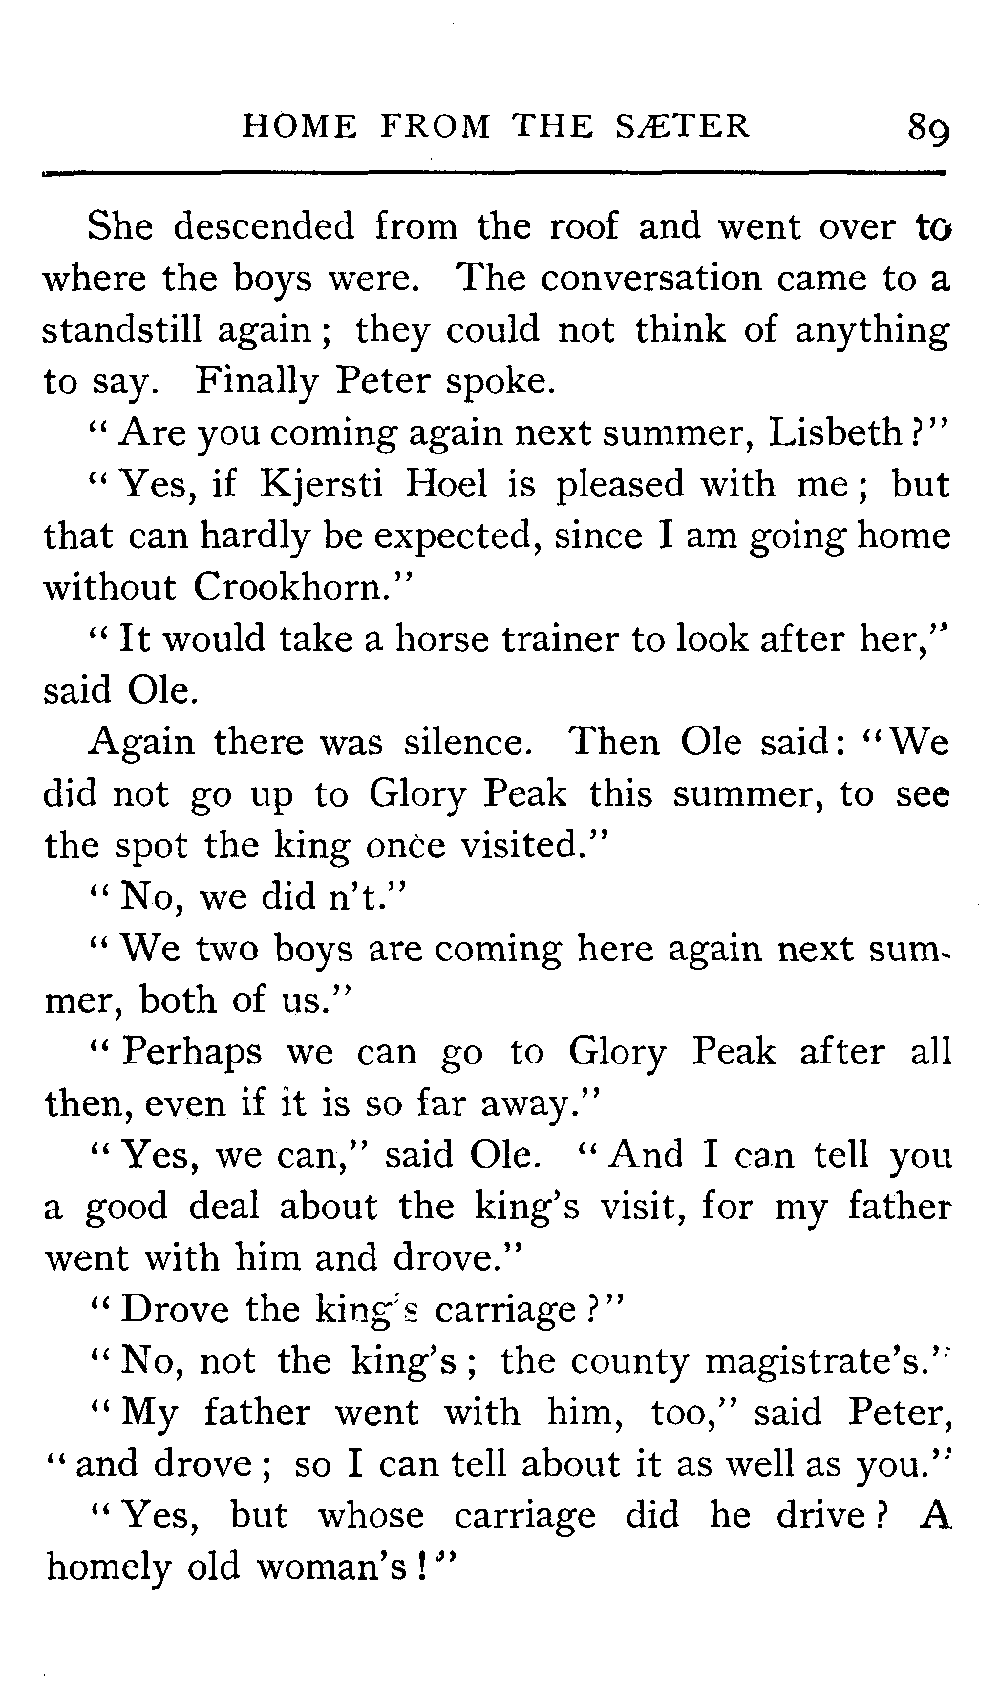 HOME FROM THE SÆTER 89
She descended from the roof and went over to
where the boys were. The conversation came to a
standstill again; they could not think of anything
to say. Finally Peter spoke.
"Are you coming again next summer, Lisbeth?"
"Yes, if Kjersti Hoel is pleased with me; but
that can hardly be expected, since I am going home
without Crookhorn."
"It would take a horse trainer to look after her,"
said Ole.
Again there was silence. Then Ole said: "We
did not go up to Glory Peak this summer, to see
the spot the king once visited."
"No, we did n't."
"We two boys are coming here again next sum-
mer, both of us."
"Perhaps we can go to Glory Peak after all
then, even if it is so far away."
"Yes, we can," said Ole. "And I can tell you
a good deal about the king's visit, for my father
went with him and drove."
"Drove the king's carriage?"
"No, not the king's; the county magistrate's."
"My father went with him, too," said Peter,
"and drove; so I can tell about it as well as you."
"Yes, but whose carriage did he drive? A
homely old woman's!"